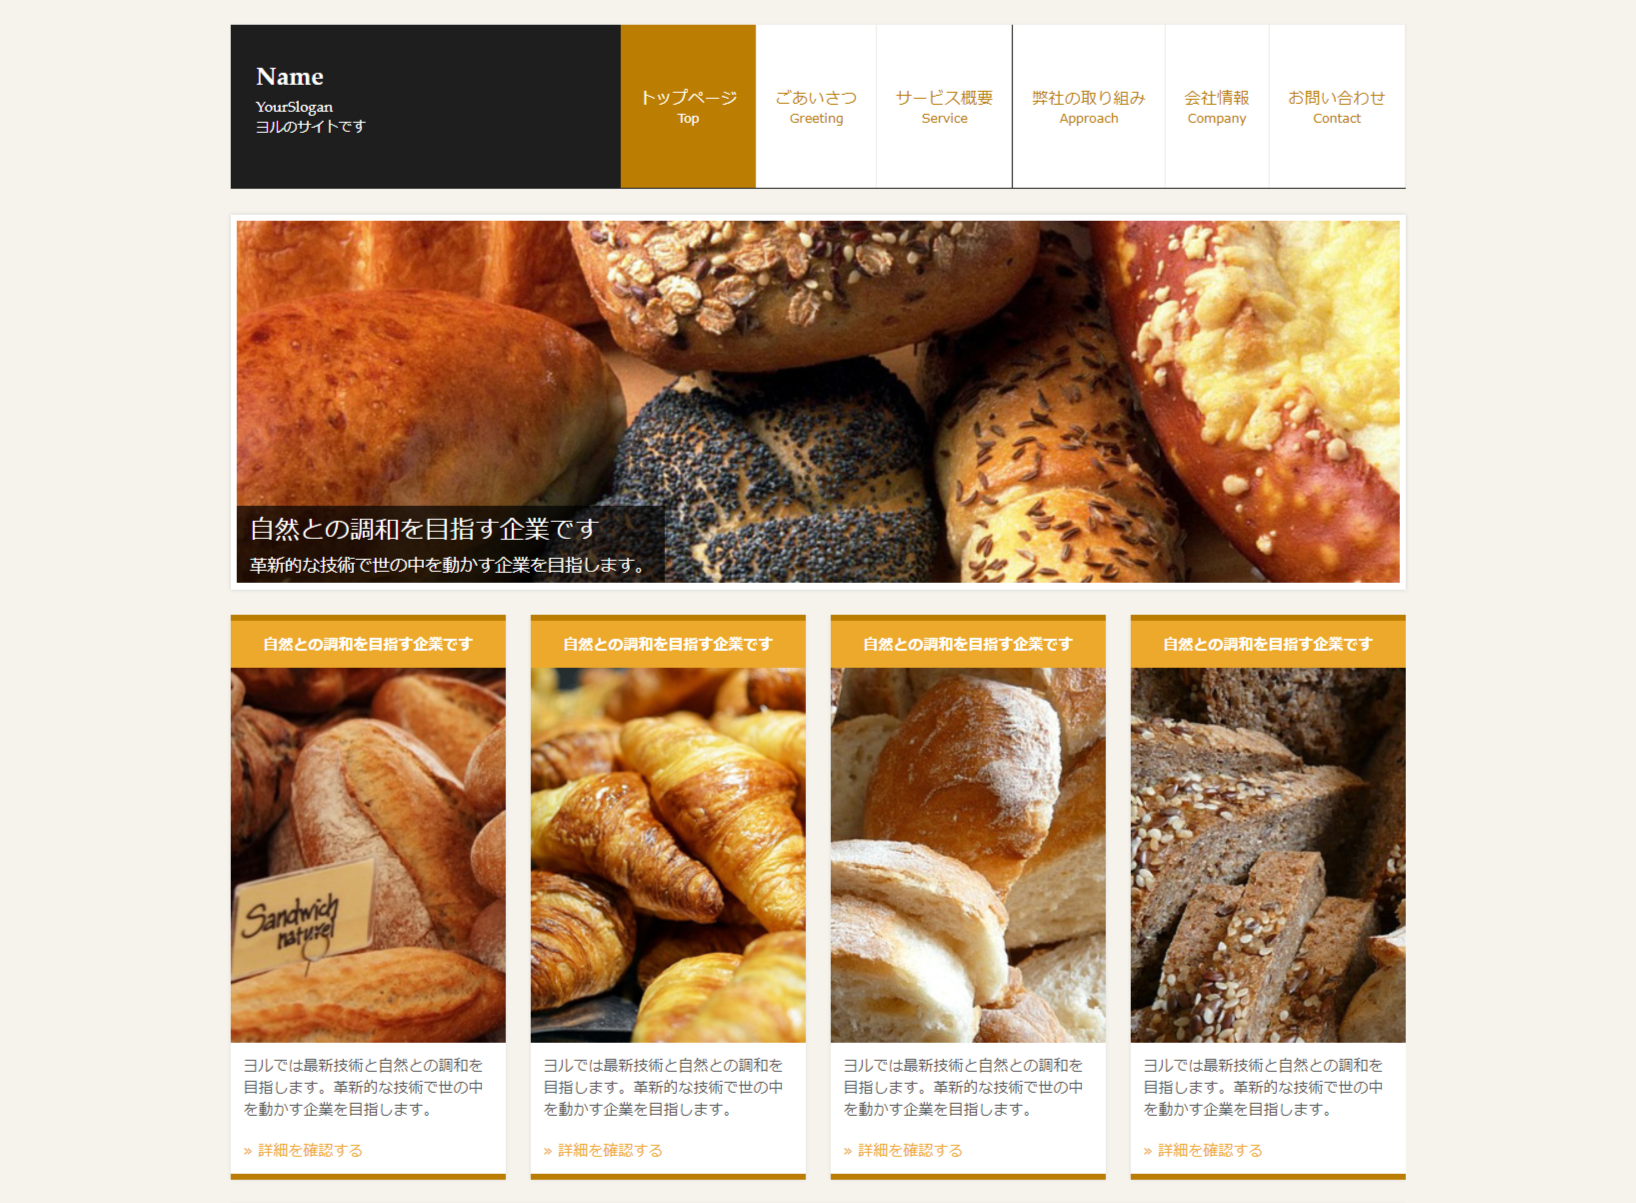 Name
YourSlogan
ヨルのサイトです
トップページ
Top
ごあいさつ
Greeting
サービス概要
Service
弊社の取り組み
Approach
会社情報
Company
お問い合わせ
Contact
自然との調和を目指す企業です
革新的な技術で世の中を動かす企業を目指します。
自然との調和を目指す企業です
Sandwich
naturel
ヨルでは最新技術と自然との調和を
目指します。革新的な技術で世の中
を動かす企業を目指します。
» 詳細を確認する
自然との調和を目指す企業です
ヨルでは最新技術と自然との調和を
目指します。革新的な技術で世の中
を動かす企業を目指します。
» 詳細を確認する
自然との調和を目指す企業です
ヨルでは最新技術と自然との調和を
目指します。革新的な技術で世の中
を動かす企業を目指します。
» 詳細を確認する
自然との調和を目指す企業です
ヨルでは最新技術と自然との調和を
目指します。革新的な技術で世の中
を動かす企業を目指します。
» 詳細を確認する